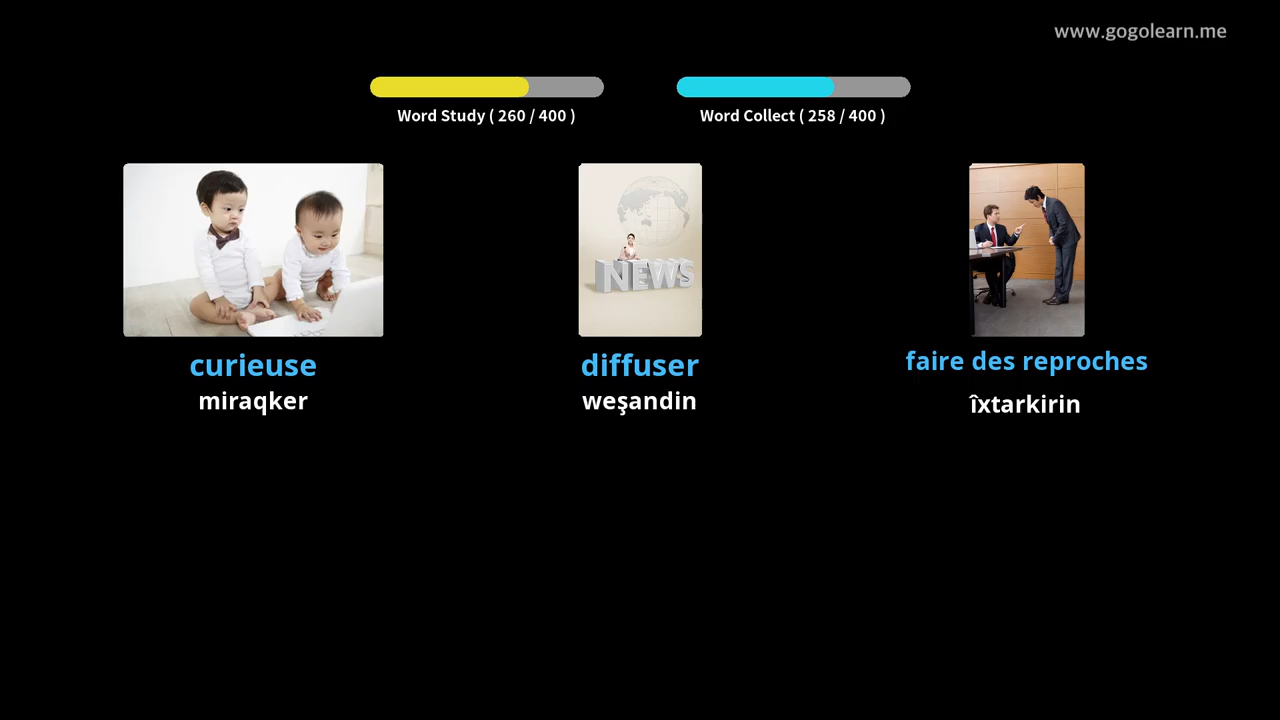 www.gogolearn.me
Word Study ( 260 / 400 )
Word Collect ( 258 / 400 )
NEWS
curieuse
diffuser
faire des reproches
miraqker
weşandin
îxtarkirin